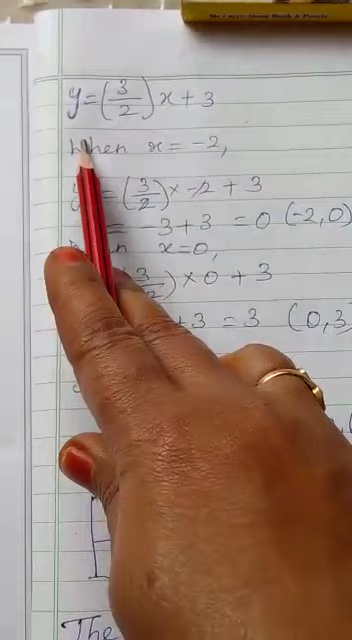 y = (3/2) x + 3
When x = -2,
= (3/2) × -2 + 3
= -3 + 3 = 0 (-2, 0)
x = 0,
3/2) × 0 + 3
+3 = 3 (0, 3
The